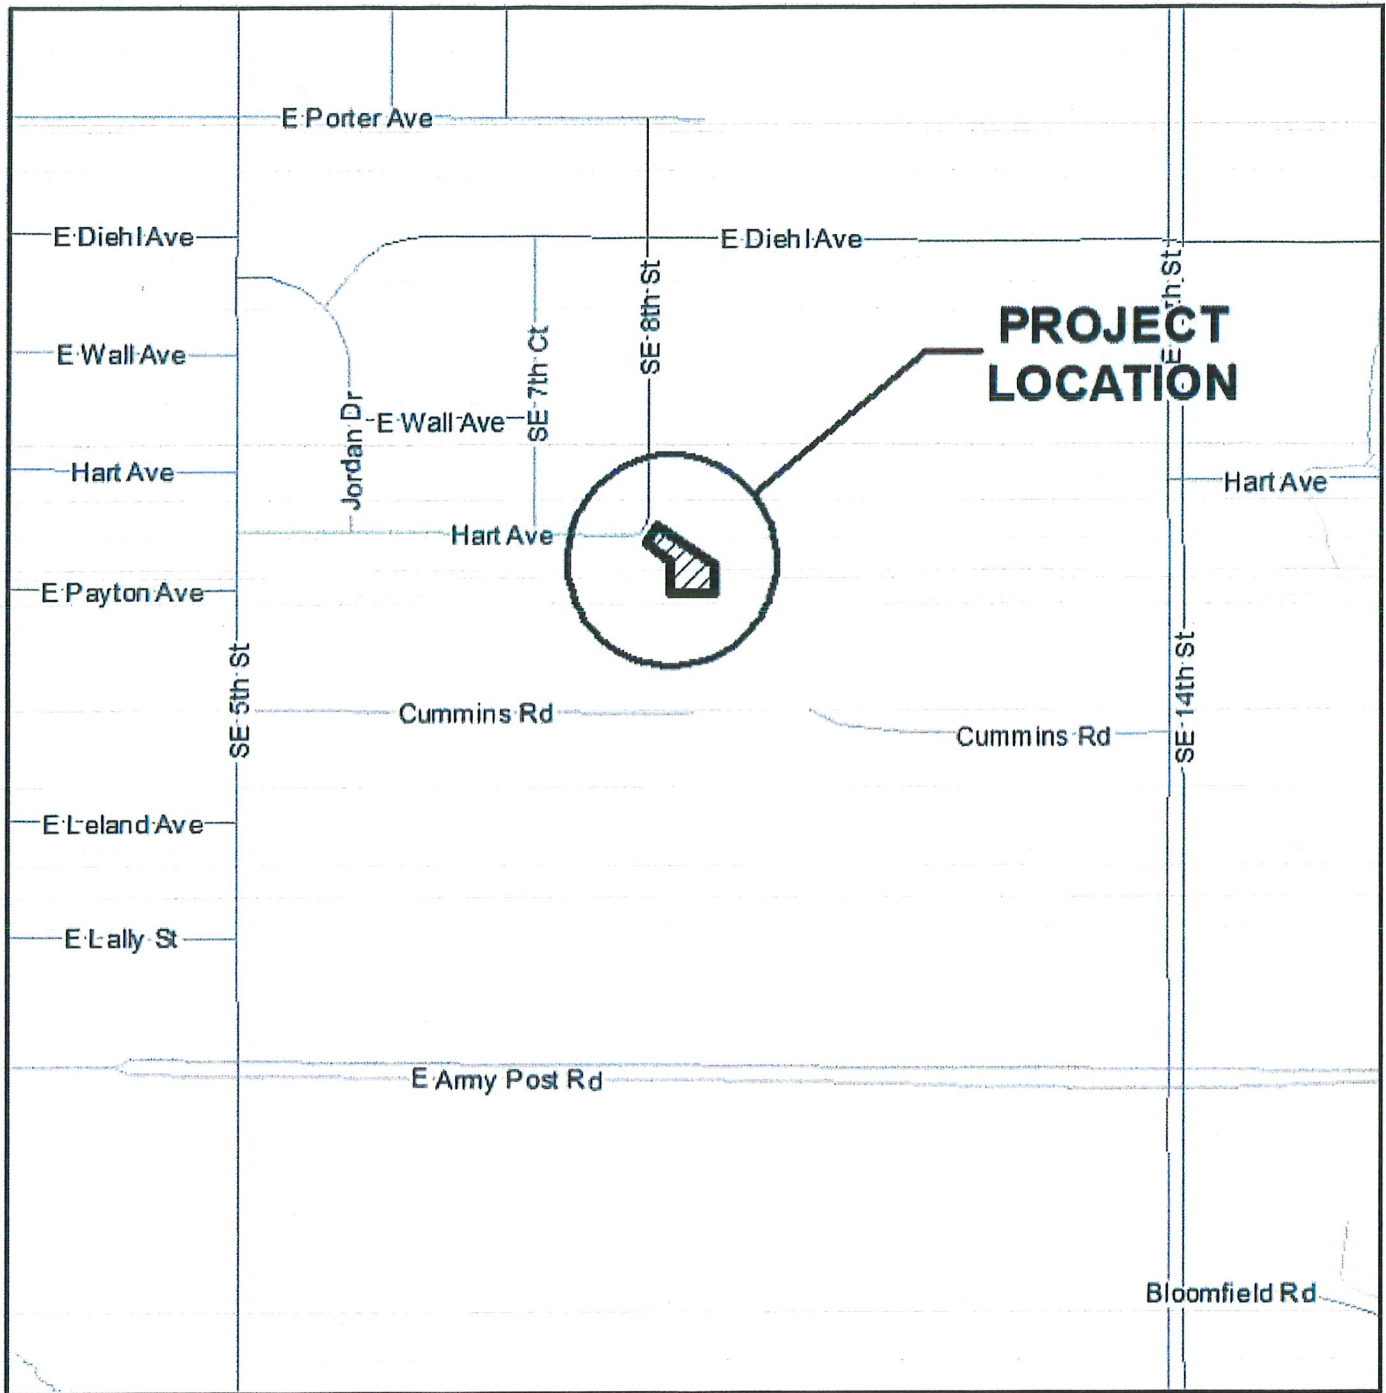 E Porter Ave
E Diehl Ave
E Diehl Ave
SE 8th St
PROJECT
LOCATION
SE 7th Ct
E Wall Ave
Jordan Dr
E Wall Ave
Hart Ave
Hart Ave
Hart Ave
E Payton Ave
SE 5th St
SE 14th St
Cummins Rd
Cummins Rd
E Leland Ave
E Lally St
E Army Post Rd
Bloomfield Rd